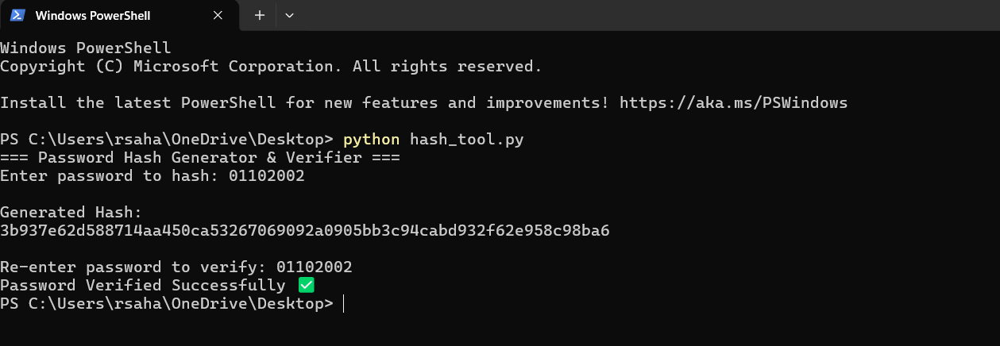 Windows PowerShell
Windows PowerShell
Copyright (C) Microsoft Corporation. All rights reserved.
Install the latest PowerShell for new features and improvements! https://aka.ms/PSWindows
PS C:\Users\rsaha\OneDrive\Desktop> python hash_tool.py
=== Password Hash Generator & Verifier ===
Enter password to hash: 01102002
Generated Hash:
3b937e62d588714aa450ca53267069092a0905bb3c94cabd932f62e958c98ba6
Re-enter password to verify: 01102002
Password Verified Successfully ✅
PS C:\Users\rsaha\OneDrive\Desktop>